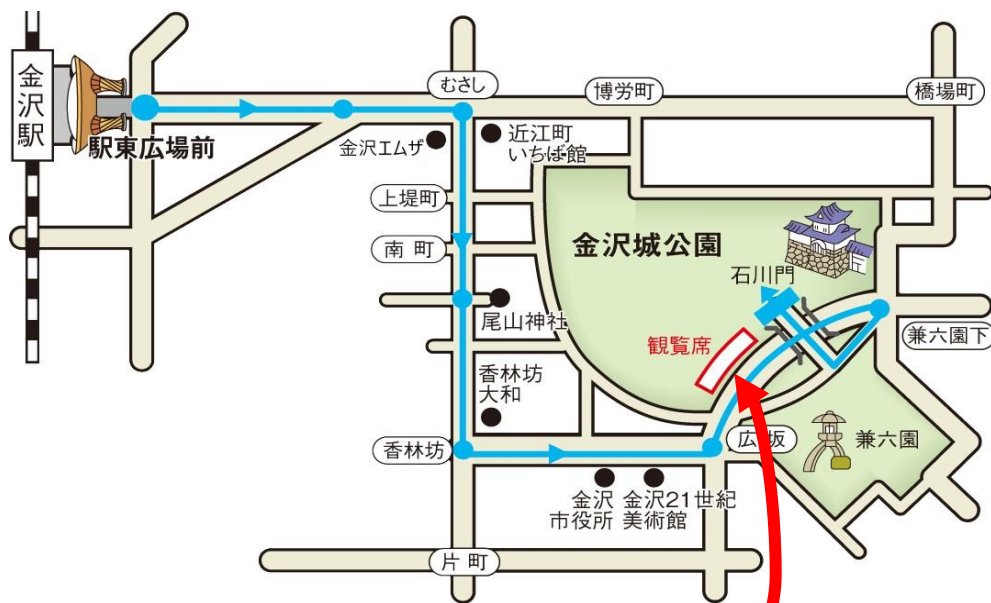 金沢駅
駅東広場前
むさし
博労町
橋場町
金沢エムザ
近江町
いちば館
上堤町
南町
金沢城公園
石川門
尾山神社
観覧席
兼六園下
香林坊
大和
香林坊
広坂
兼六園
金沢
市役所
金沢21世紀
美術館
片町